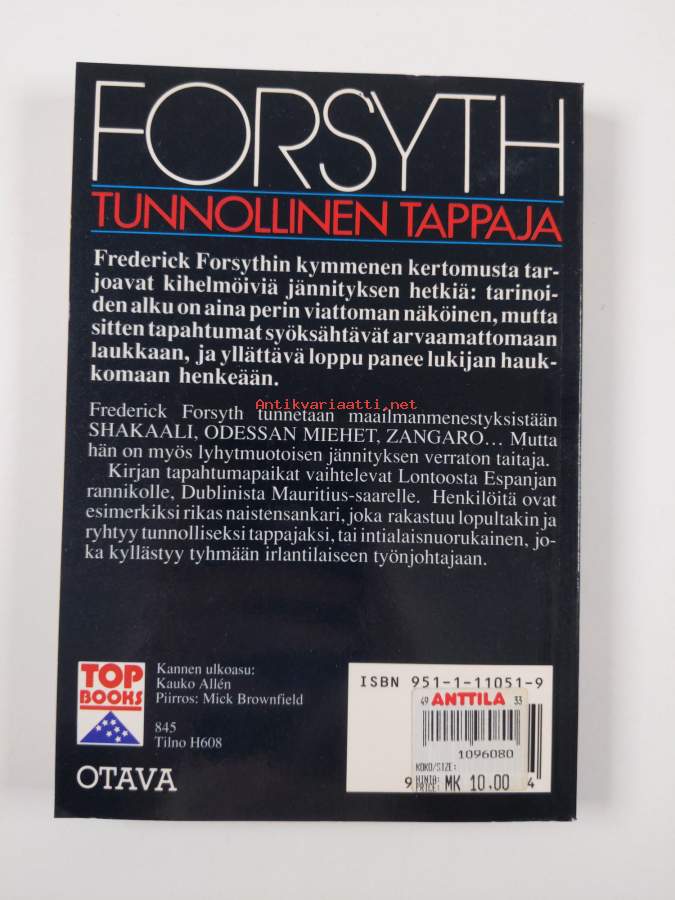 FORSYTH
TUNNOLLINEN TAPPAJA
Frederick Forsythin kymmenen kertomusta tar-
joavat kihelmöiviä jännityksen hetkiä: tarinoi-
den alku on aina perin viattoman näköinen, mutta
sitten tapahtumat syöksähtävät arvaamattomaan
laukkaan, ja yllättävä loppu panee lukijan hauk-
komaan henkeään.
Antikvariaatti.net
Frederick Forsyth tunnetaan maailmanmenestyksistään
SHAKAALI, ODESSAN MIEHET, ZANGARO... Mutta
hän on myös lyhytmuotoisen jännityksen verraton taitaja.
Kirjan tapahtumapaikat vaihtelevat Lontoosta Espanjan
rannikolle, Dublinista Mauritius-saarelle. Henkilöitä ovat
esimerkiksi rikas naistensankari, joka rakastuu lopultakin ja
ryhtyy tunnolliseksi tappajaksi, tai intialaisnuorukainen, jo-
ka kyllästyy tyhmään irlantilaiseen työnjohtajaan.
TOP
BOOKS
Kannen ulkoasu:
Kauko Allén
Piirros: Mick Brownfield
845
Tilno H608
OTAVA
ISBN 951-1-11051-9
49 ANTTILA 33
1096080
KOKO/SIZE:
HINTA:
PRICE: MK 10.00
9 4